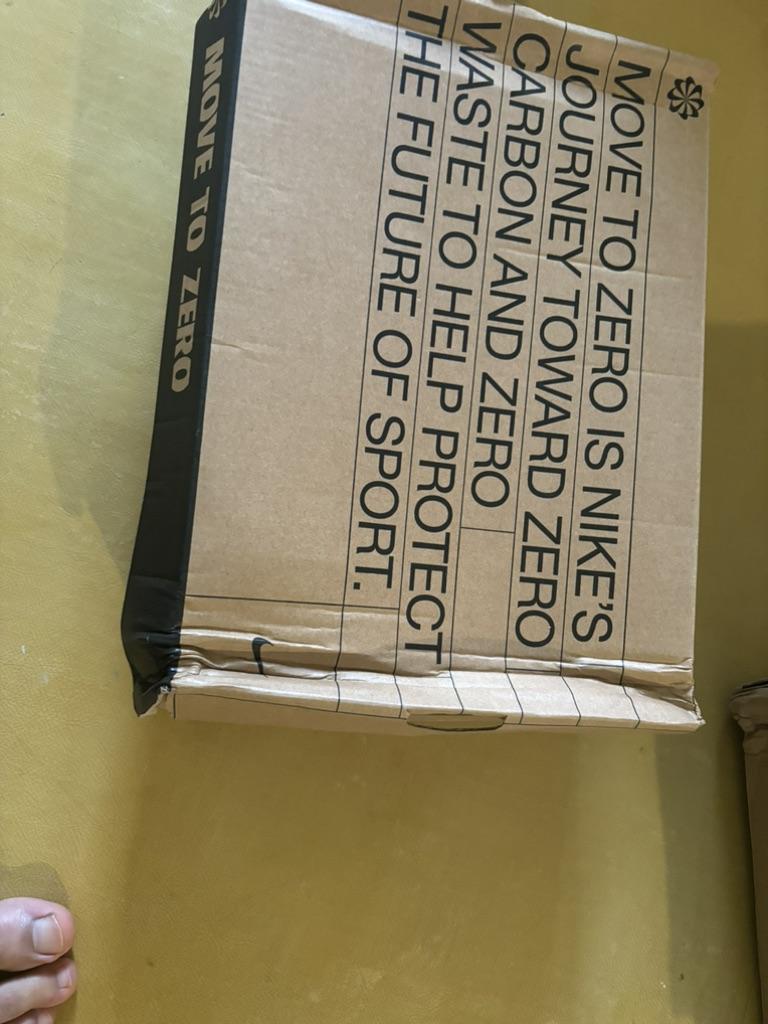 MOVE TO ZERO IS NIKE'S
JOURNEY TOWARD ZERO
CARBON AND ZERO
WASTE TO HELP PROTECT
THE FUTURE OF SPORT.
MOVE TO ZERO